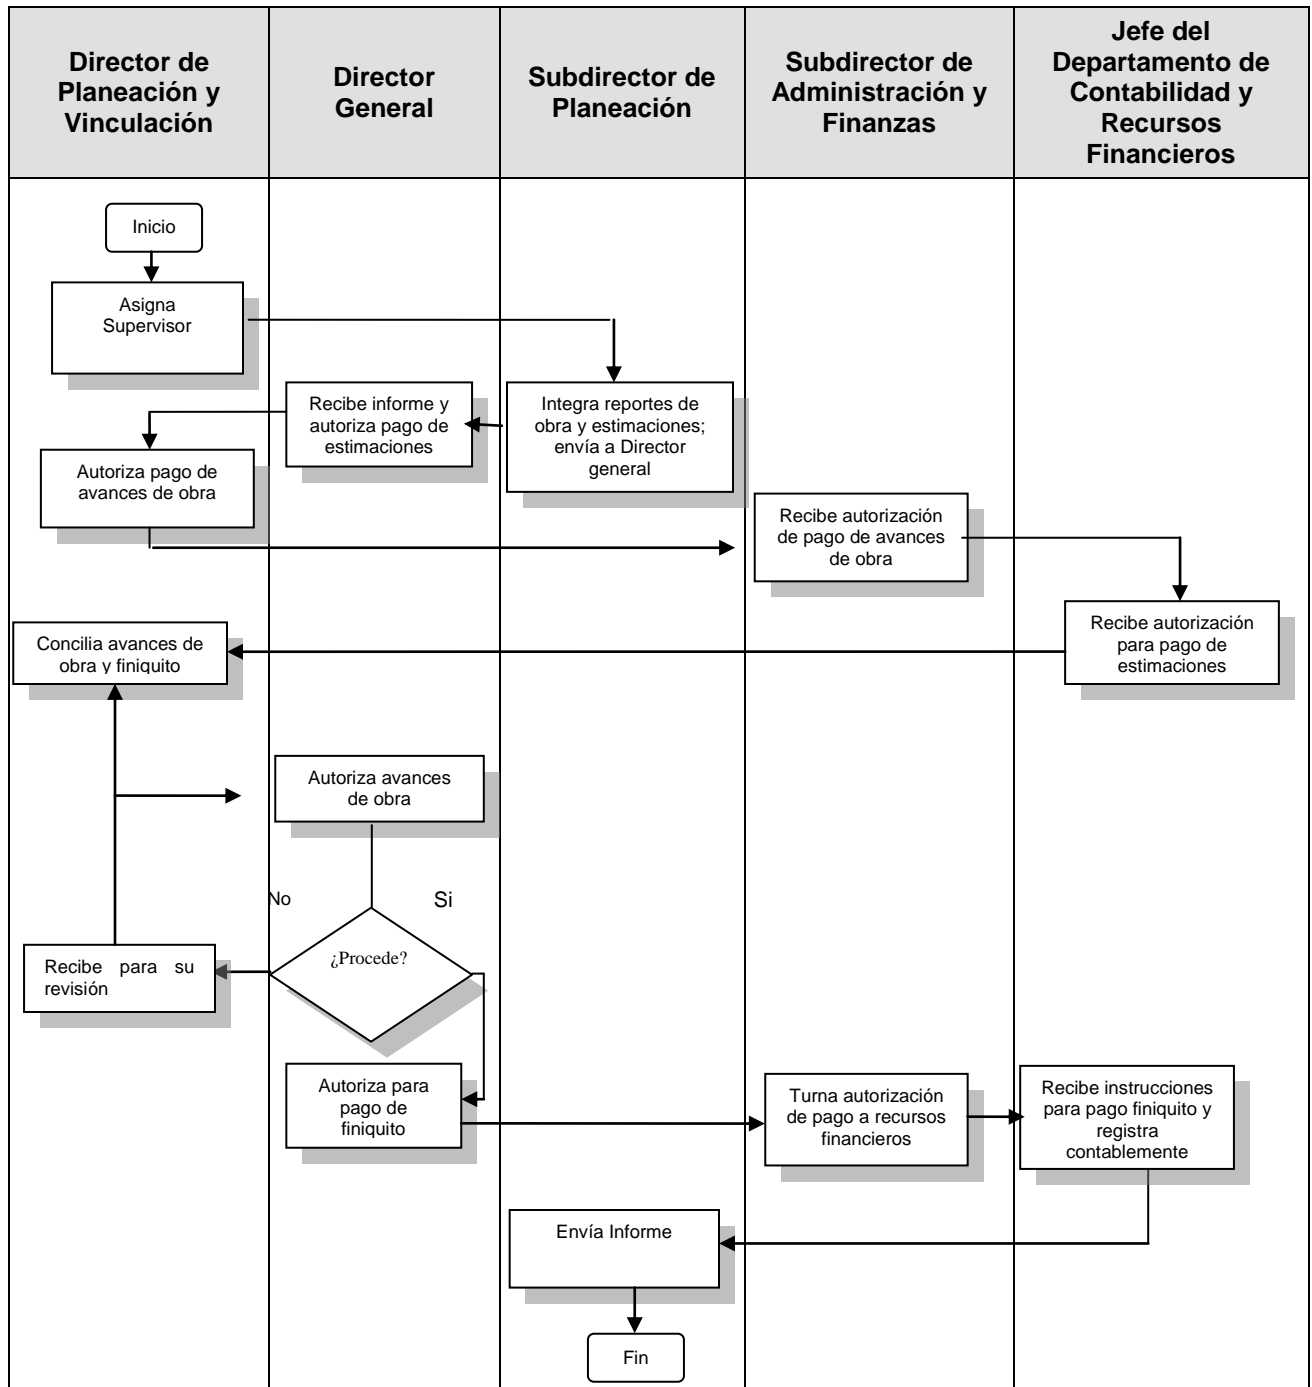 Director de
Planeación y
Vinculación
Director
General
Subdirector de
Planeación
Subdirector de
Administración y
Finanzas
Jefe del
Departamento de
Contabilidad y
Recursos
Financieros
Inicio
Asigna
Supervisor
Recibe informe y
autoriza pago de
estimaciones
Integra reportes de
obra y estimaciones;
envía a Director
general
Autoriza pago de
avances de obra
Recibe autorización
de pago de avances
de obra
Recibe autorización
para pago de
estimaciones
Concilia avances de
obra y finiquito
Autoriza avances
de obra
No
Si
¿Procede?
Recibe para su
revisión
Autoriza para
pago de
finiquito
Turna autorización
de pago a recursos
financieros
Recibe instrucciones
para pago finiquito y
registra
contablemente
Envía Informe
Fin